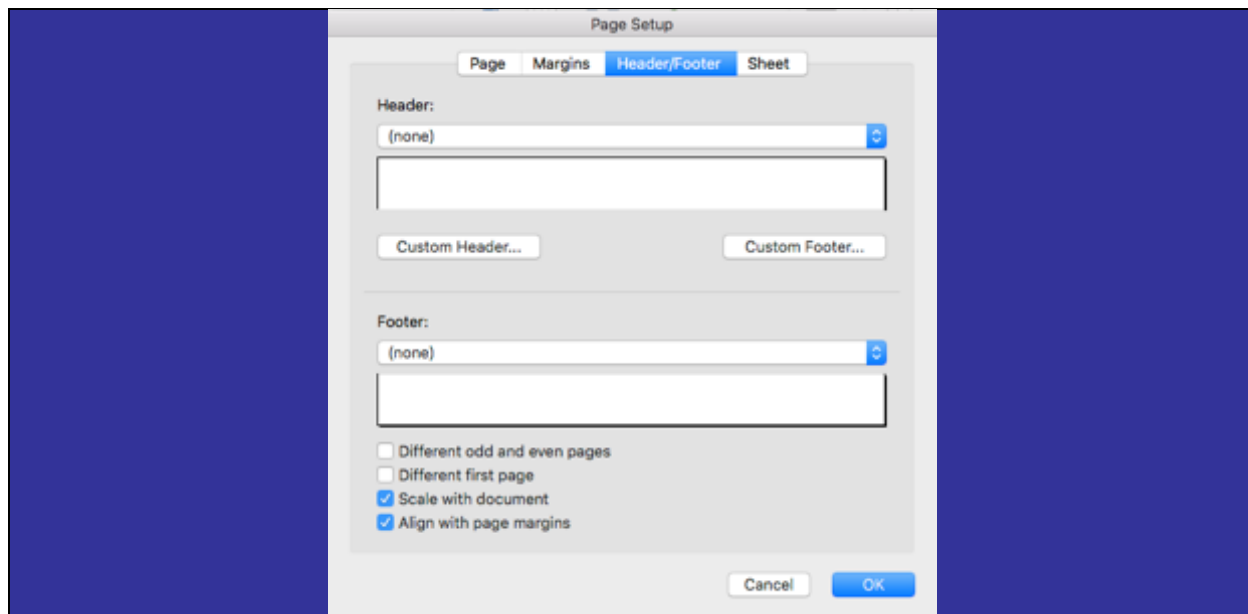 Page Setup
Page Margins Header/Footer Sheet
Header:
(none)
Custom Header... Custom Footer...
Footer:
(none)
Different odd and even pages
Different first page
Scale with document
Align with page margins
Cancel OK